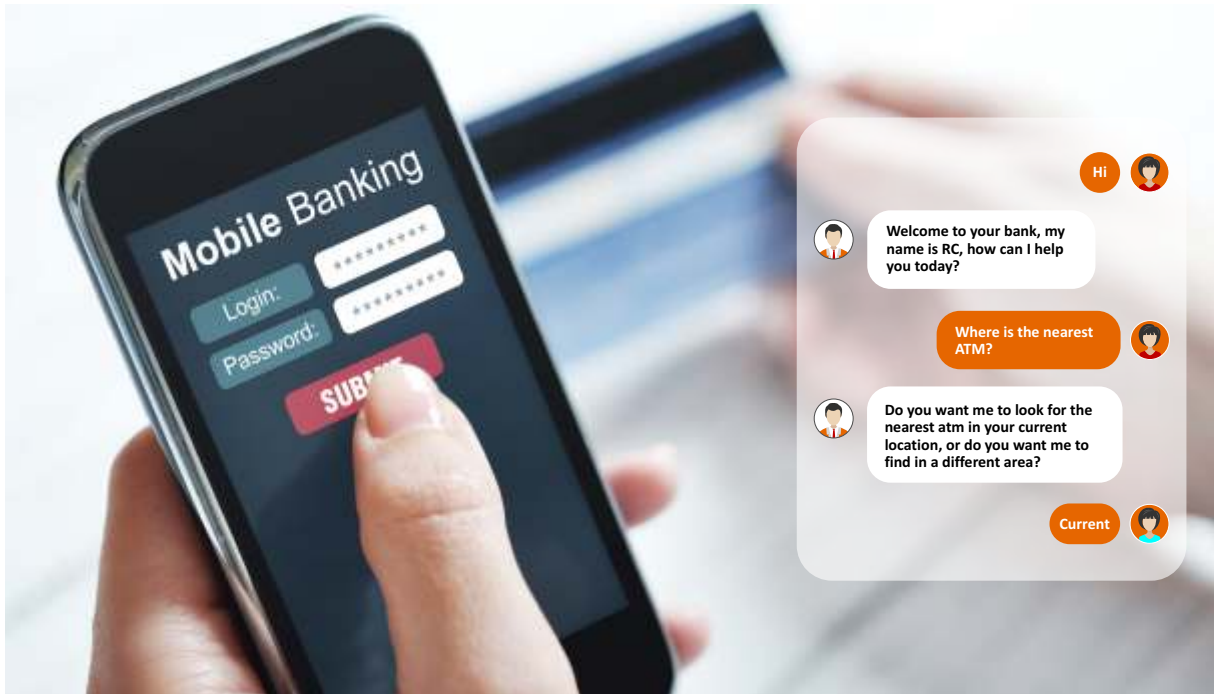 Mobile Banking
Login:
*********
Password:
*********
Hi
Welcome to your bank, my
name is RC, how can I help
you today?
Where is the nearest
ATM?
Do you want me to look for the
nearest atm in your current
location, or do you want me to
find in a different area?
Current